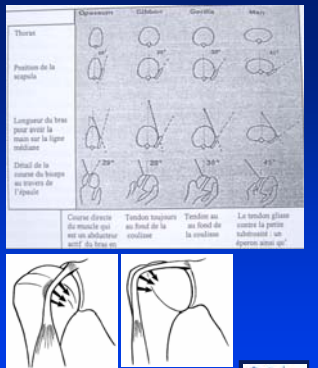 Opossum Gibbon Gorilla Man
Thorax
Position de la
scapula
Longueur du bras
pour avoir la
main sur la ligne
médiane
Détail de la
course du biceps
au travers de
l'épaule
28° 28° 30° 45°
Course directe
du muscle qui
est un abducteur
actif du bras en
Tendon toujours
au fond de la
coulisse
Tendon au
au fond de
la coulisse
Le tendon glisse
contre la petite
tubérosité : un
éperon ainsi qu'